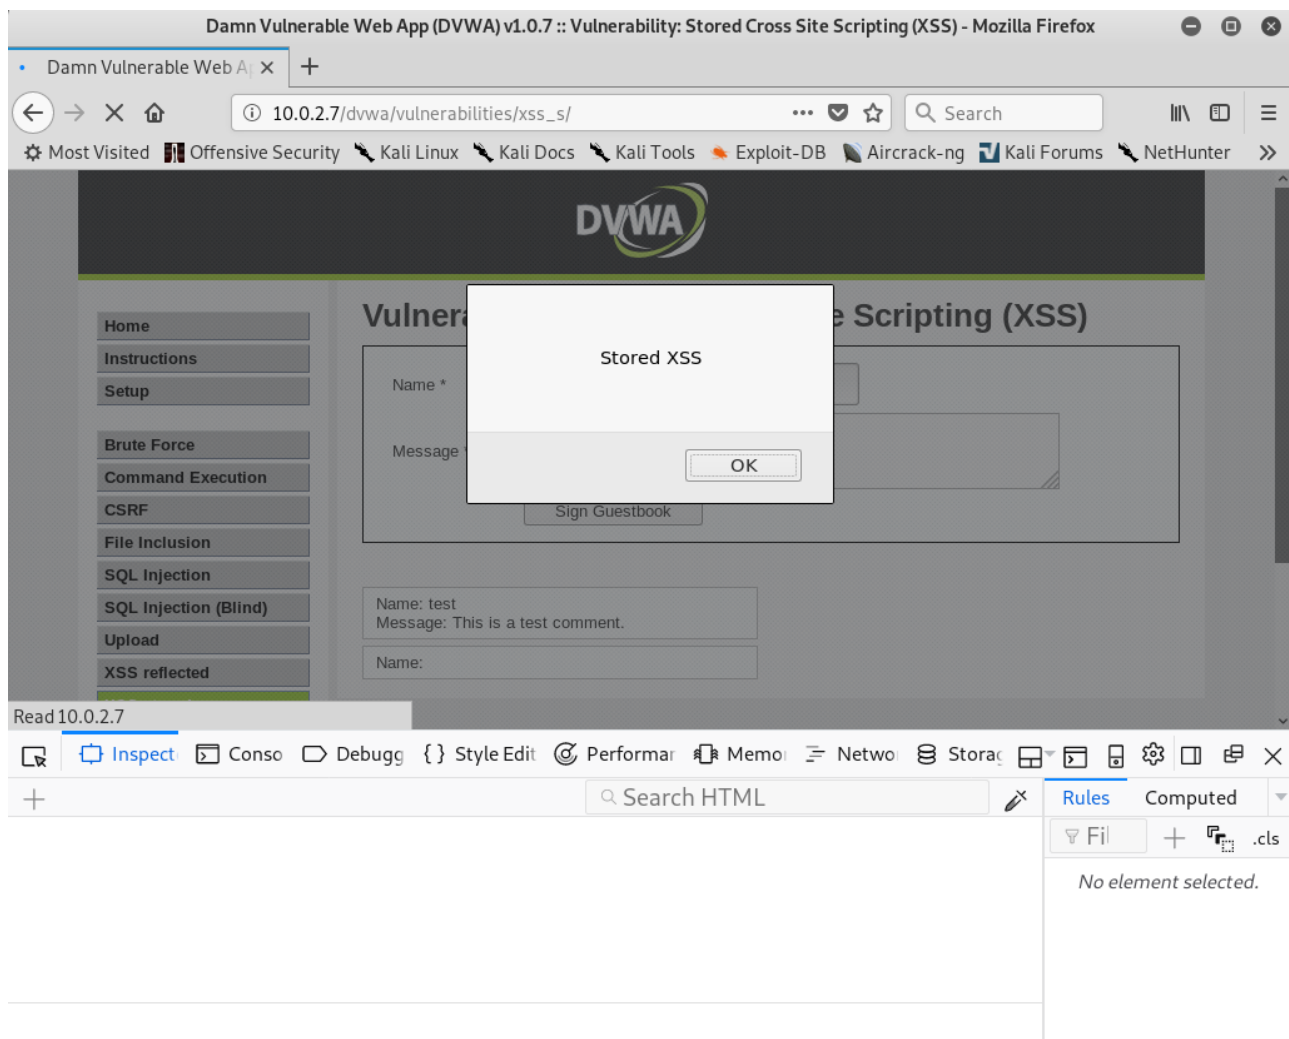 Damn Vulnerable Web App (DVWA) v1.0.7 :: Vulnerability: Stored Cross Site Scripting (XSS) - Mozilla Firefox
Damn Vulnerable Web A
10.0.2.7/dvwa/vulnerabilities/xss_s/
Search
Most Visited Offensive Security Kali Linux Kali Docs Kali Tools Exploit-DB Aircrack-ng Kali Forums NetHunter
DVWA
Vulner e Scripting (XSS)
Stored XSS
OK
Name *
Message
Sign Guestbook
Home
Instructions
Setup
Brute Force
Command Execution
CSRF
File Inclusion
SQL Injection
SQL Injection (Blind)
Upload
XSS reflected
Name: test
Message: This is a test comment.
Name:
Read 10.0.2.7
Inspect Conso Debugg Style Edit Performar Memo Netwo Storag
Search HTML
Rules Computed
Fil
.cls
No element selected.